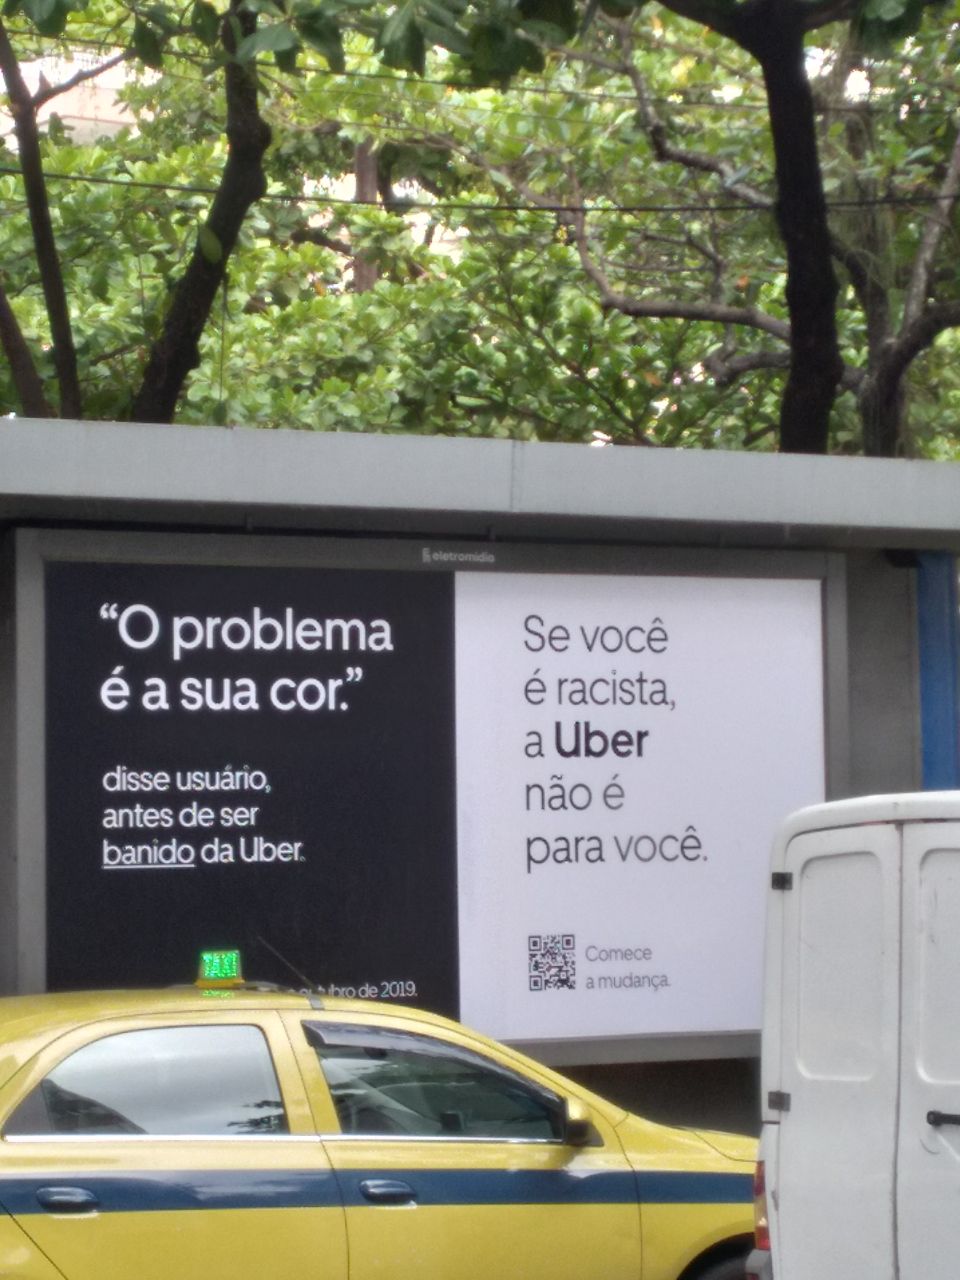 eletromidia
“O problema
é a sua cor.”
disse usuário,
antes de ser
banido da Uber.
outubro de 2019.
Se você
é racista,
a Uber
não é
para você.
Comece
a mudança.